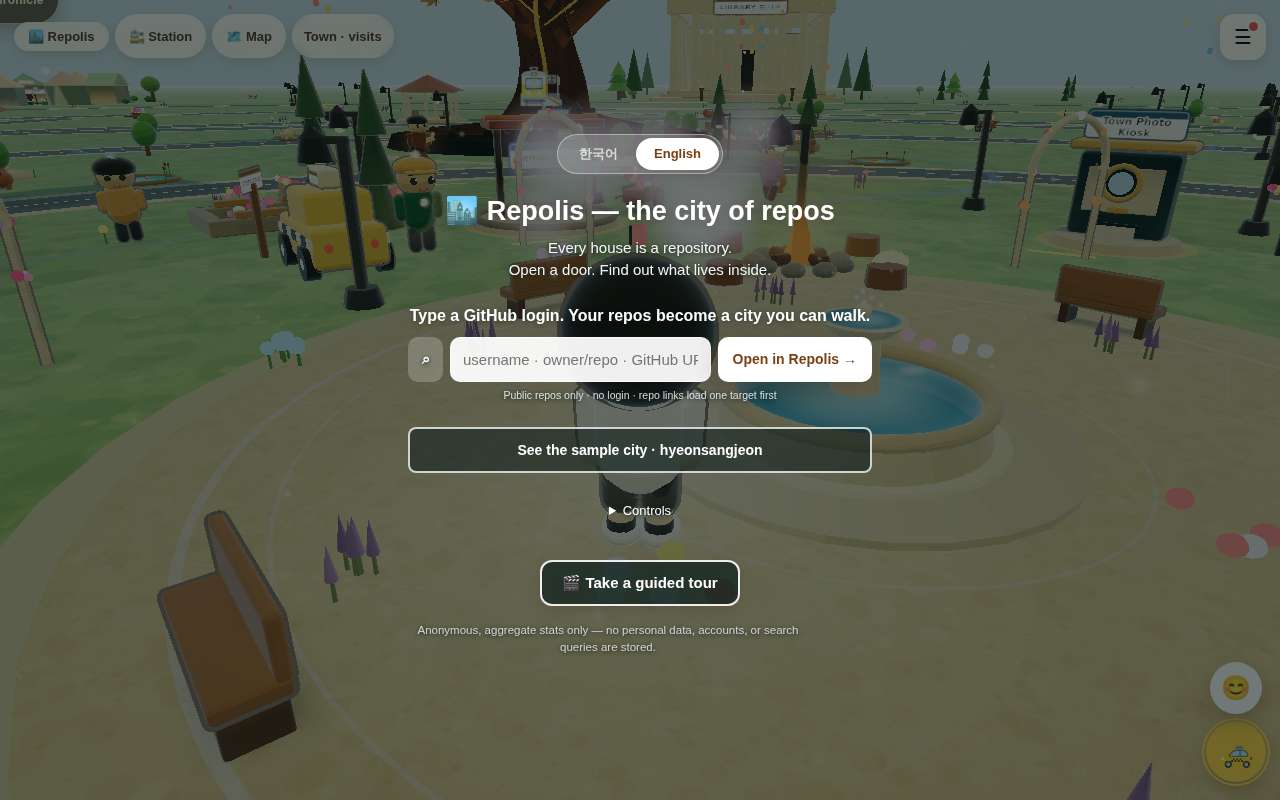 Repolis
Station
Map
Town · visits
LIBRARY
Town Photo
Kiosk
한국어
English
Repolis — the city of repos
Every house is a repository.
Open a door. Find out what lives inside.
Type a GitHub login. Your repos become a city you can walk.
username · owner/repo · GitHub UR
Open in Repolis →
Public repos only · no login · repo links load one target first
See the sample city · hyeonsangjeon
Controls
Take a guided tour
Anonymous, aggregate stats only — no personal data, accounts, or search
queries are stored.